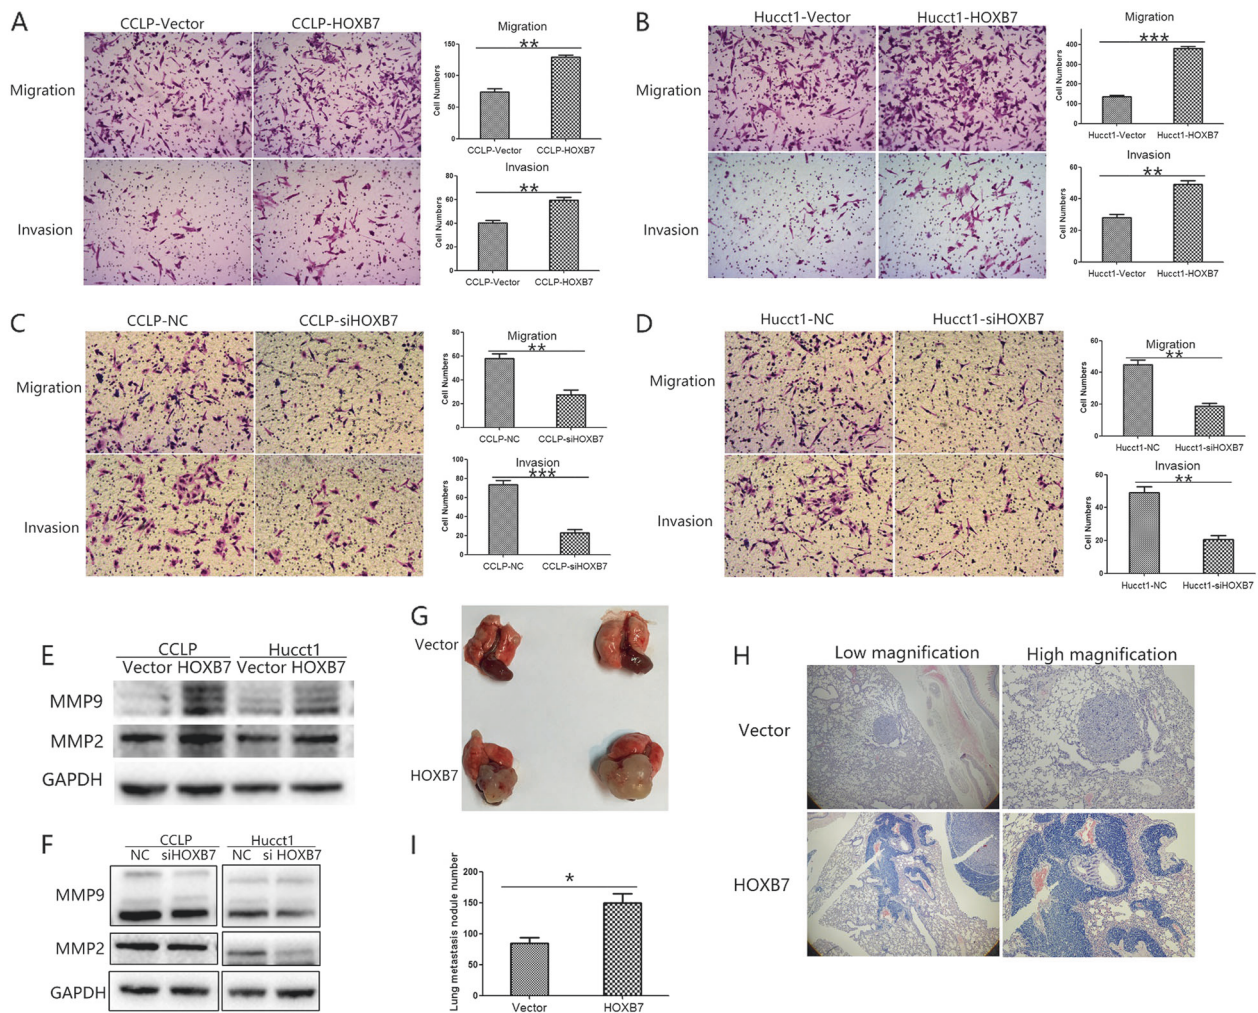 A
CCLP-Vector
CCLP-HOXB7
Migration
Invasion
Migration
**
Cell Numbers
150
100
50
0
CCLP-Vector
CCLP-HOXB7
Invasion
**
Cell Numbers
80
60
40
20
0
CCLP-Vector
CCLP-HOXB7
B
Hucct1-Vector
Hucct1-HOXB7
Migration
Invasion
Migration
***
Cell Numbers
400
300
200
100
0
Hucct1-Vector
Hucct1-HOXB7
Invasion
**
Cell Numbers
60
40
20
0
Hucct1-Vector
Hucct1-HOXB7
C
CCLP-NC
CCLP-siHOXB7
Migration
Invasion
Migration
**
Cell Numbers
80
60
40
20
0
CCLP-NC
CCLP-siHOXB7
Invasion
***
Cell Numbers
100
80
60
40
20
0
CCLP-NC
CCLP-siHOXB7
D
Hucct1-NC
Hucct1-siHOXB7
Migration
Invasion
Migration
**
Cell Numbers
60
40
20
0
Hucct1-NC
Hucct1-siHOXB7
Invasion
**
Cell Numbers
60
40
20
0
Hucct1-NC
Hucct1-siHOXB7
E
CCLP
Hucct1
Vector HOXB7 Vector HOXB7
MMP9
MMP2
GAPDH
F
CCLP
Hucct1
NC siHOXB7 NC si HOXB7
MMP9
MMP2
GAPDH
G
Vector
HOXB7
H
Low magnification
High magnification
Vector
HOXB7
I
*
Lung metastasis nodule number
200
150
100
50
0
Vector
HOXB7